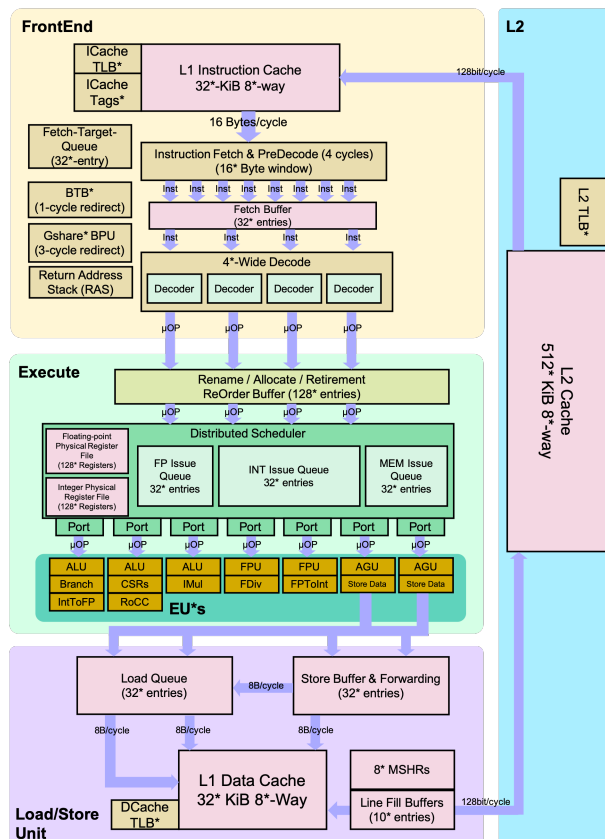 FrontEnd
L2
ICache
TLB*
ICache
Tags*
L1 Instruction Cache
32*-KiB 8*-way
128bit/cycle
16 Bytes/cycle
Fetch-Target-
Queue
(32*-entry)
Instruction Fetch & PreDecode (4 cycles)
(16* Byte window)
Inst Inst Inst Inst Inst Inst Inst Inst
BTB*
(1-cycle redirect)
Fetch Buffer
(32* entries)
Inst Inst Inst Inst
Gshare* BPU
(3-cycle redirect)
Return Address
Stack (RAS)
4*-Wide Decode
Decoder Decoder Decoder Decoder
µOP µOP µOP µOP
L2 TLB*
L2 Cache
512* KiB 8*-way
Execute
Rename / Allocate / Retirement
ReOrder Buffer (128* entries)
µOP µOP µOP µOP
Distributed Scheduler
Floating-point
Physical Register
File
(128* Registers)
Integer Physical
Register File
(128* Registers)
FP Issue
Queue
32* entries
INT Issue Queue
32* entries
MEM Issue
Queue
32* entries
Port Port Port Port Port Port Port
µOP µOP µOP µOP µOP µOP µOP
ALU ALU ALU FPU FPU AGU AGU
Branch CSRs IMul FDiv FPToInt Store Data Store Data
IntToFP RoCC
EU*s
Load Queue
(32* entries)
8B/cycle
Store Buffer & Forwarding
(32* entries)
8B/cycle 8B/cycle 8B/cycle
L1 Data Cache
32* KiB 8*-Way
DCache
TLB*
8* MSHRs
Line Fill Buffers
(10* entries)
128bit/cycle
Load/Store
Unit